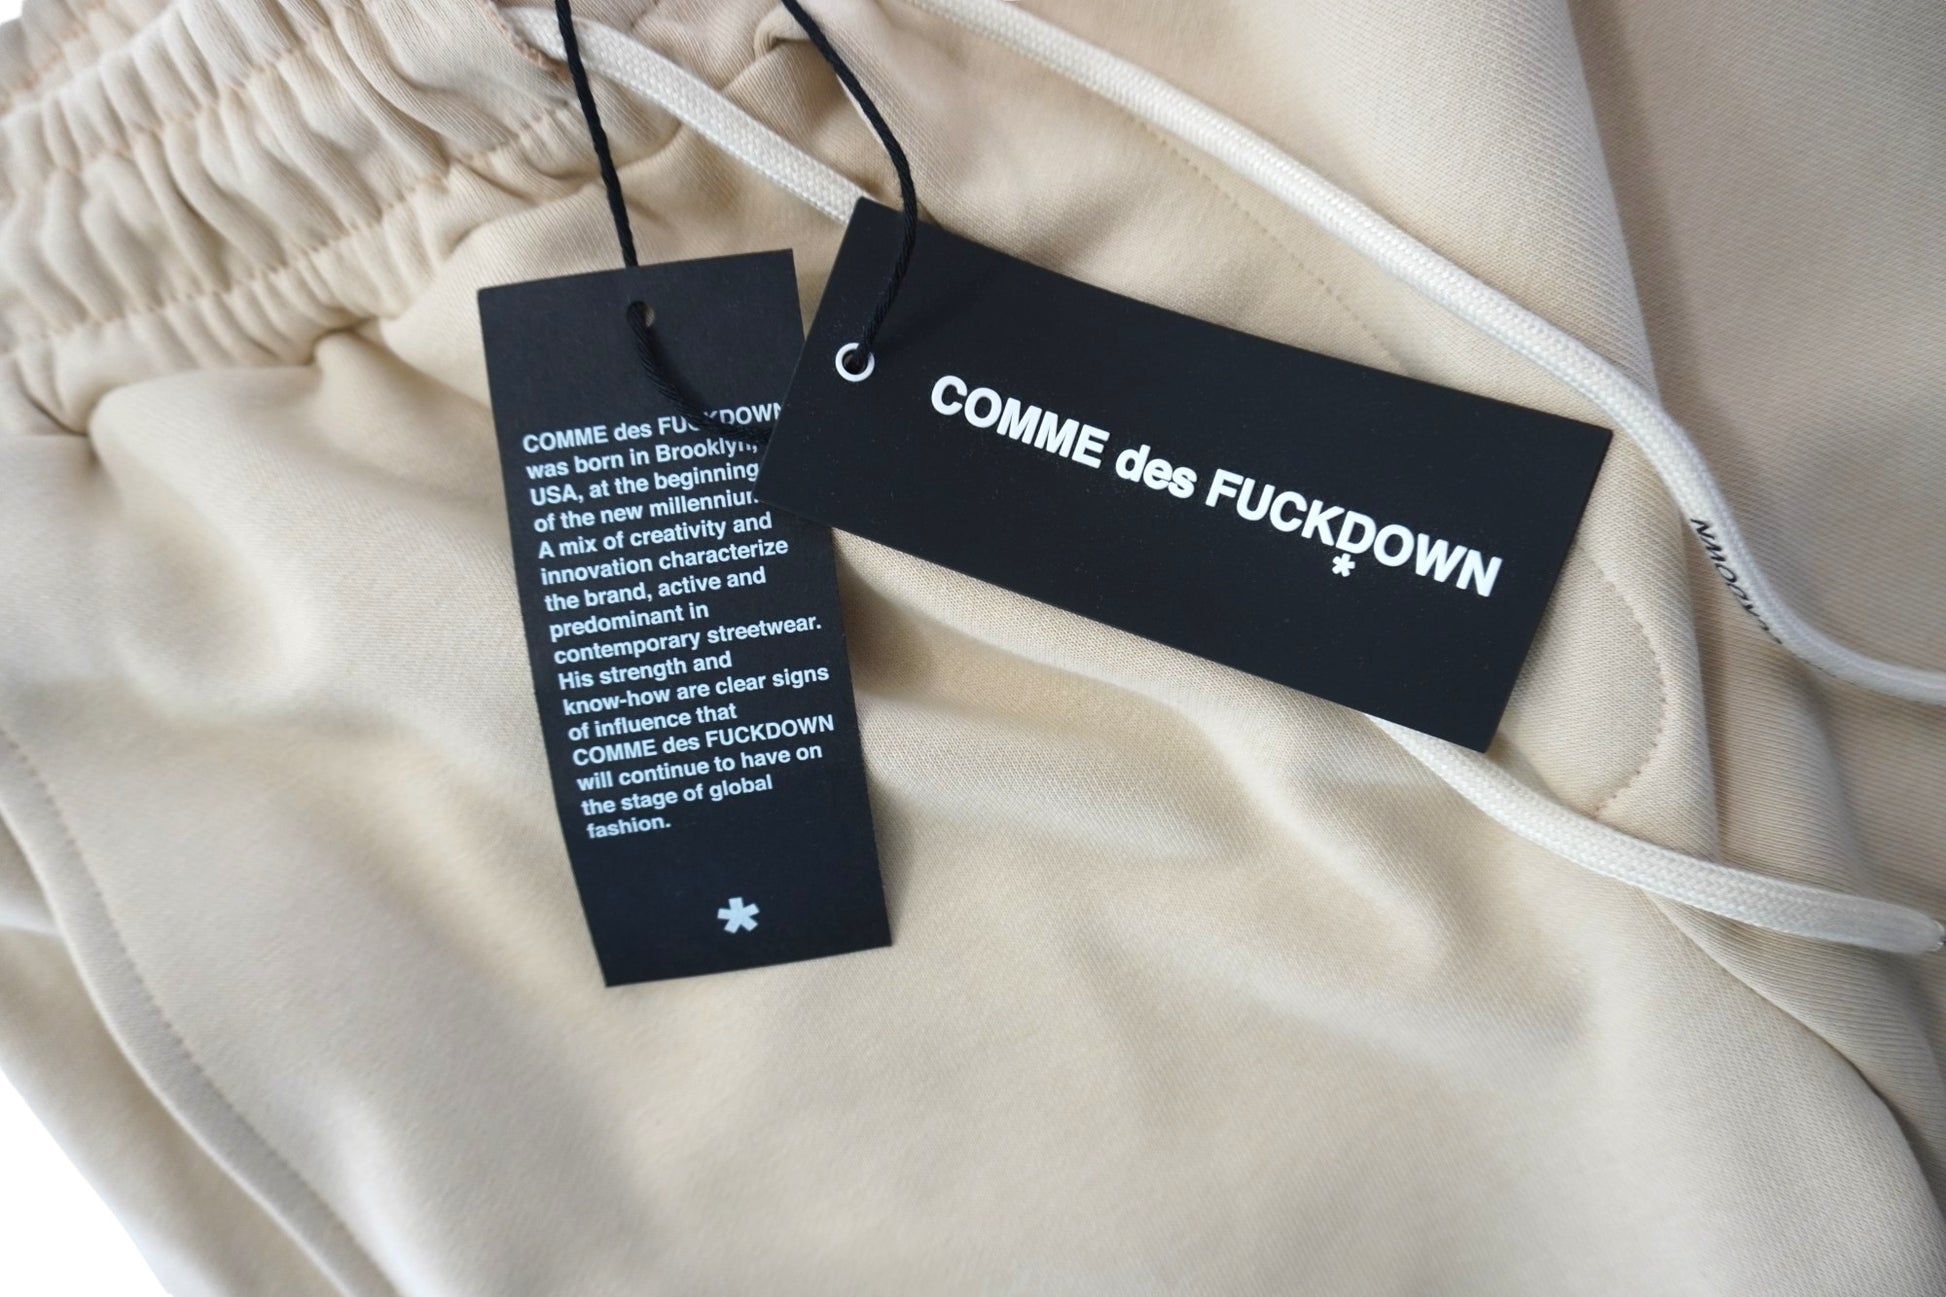 COMME des FUCKDOWN
was born in Brooklyn,
USA, at the beginning
of the new millennium.
A mix of creativity and
innovation characterize
the brand, active and
predominant in
contemporary streetwear.
His strength and
know-how are clear signs
of influence that
COMME des FUCKDOWN
will continue to have on
the stage of global
fashion.
*
COMME des FUCKDOWN
*